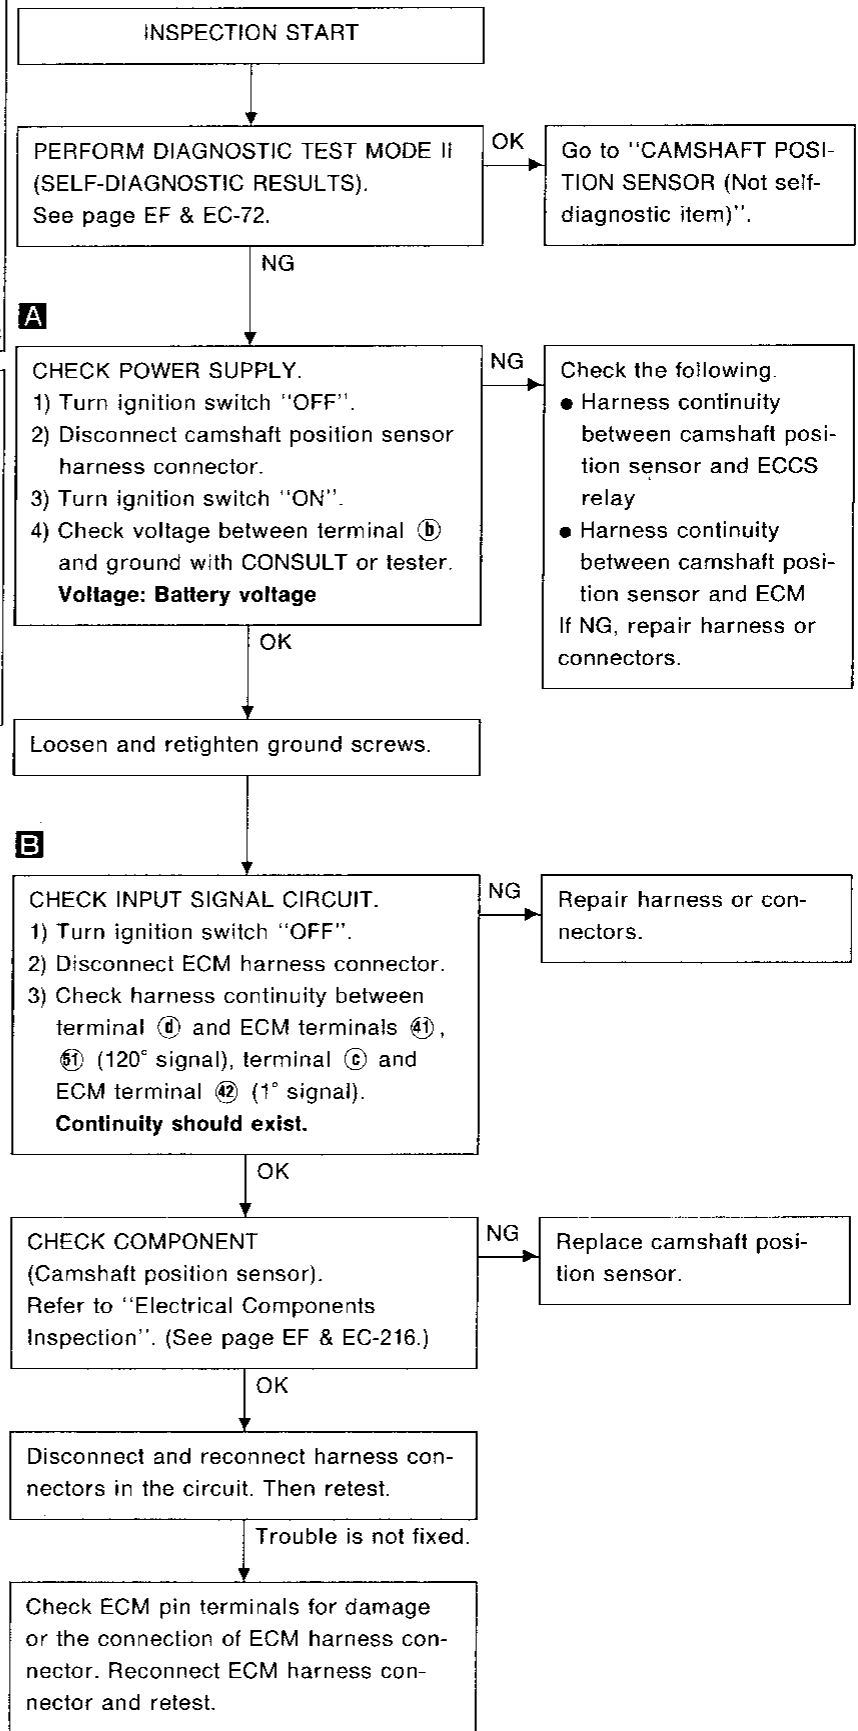 INSPECTION START
PERFORM DIAGNOSTIC TEST MODE II
(SELF-DIAGNOSTIC RESULTS).
See page EF & EC-72.
OK
Go to "CAMSHAFT POSI-
TION SENSOR (Not self-
diagnostic item)".
NG
A
CHECK POWER SUPPLY.
1) Turn ignition switch "OFF".
2) Disconnect camshaft position sensor
harness connector.
3) Turn ignition switch "ON".
4) Check voltage between terminal ⓑ
and ground with CONSULT or tester.
Voltage: Battery voltage
NG
Check the following.
● Harness continuity
between camshaft posi-
tion sensor and ECCS
relay
● Harness continuity
between camshaft posi-
tion sensor and ECM
If NG, repair harness or
connectors.
OK
Loosen and retighten ground screws.
B
CHECK INPUT SIGNAL CIRCUIT.
1) Turn ignition switch "OFF".
2) Disconnect ECM harness connector.
3) Check harness continuity between
terminal ⓓ and ECM terminals ㊶,
51 (120° signal), terminal ⓒ and
ECM terminal ㊷ (1° signal).
Continuity should exist.
NG
Repair harness or con-
nectors.
OK
CHECK COMPONENT
(Camshaft position sensor).
Refer to "Electrical Components
Inspection". (See page EF & EC-216.)
NG
Replace camshaft posi-
tion sensor.
OK
Disconnect and reconnect harness con-
nectors in the circuit. Then retest.
Trouble is not fixed.
Check ECM pin terminals for damage
or the connection of ECM harness con-
nector. Reconnect ECM harness con-
nector and retest.